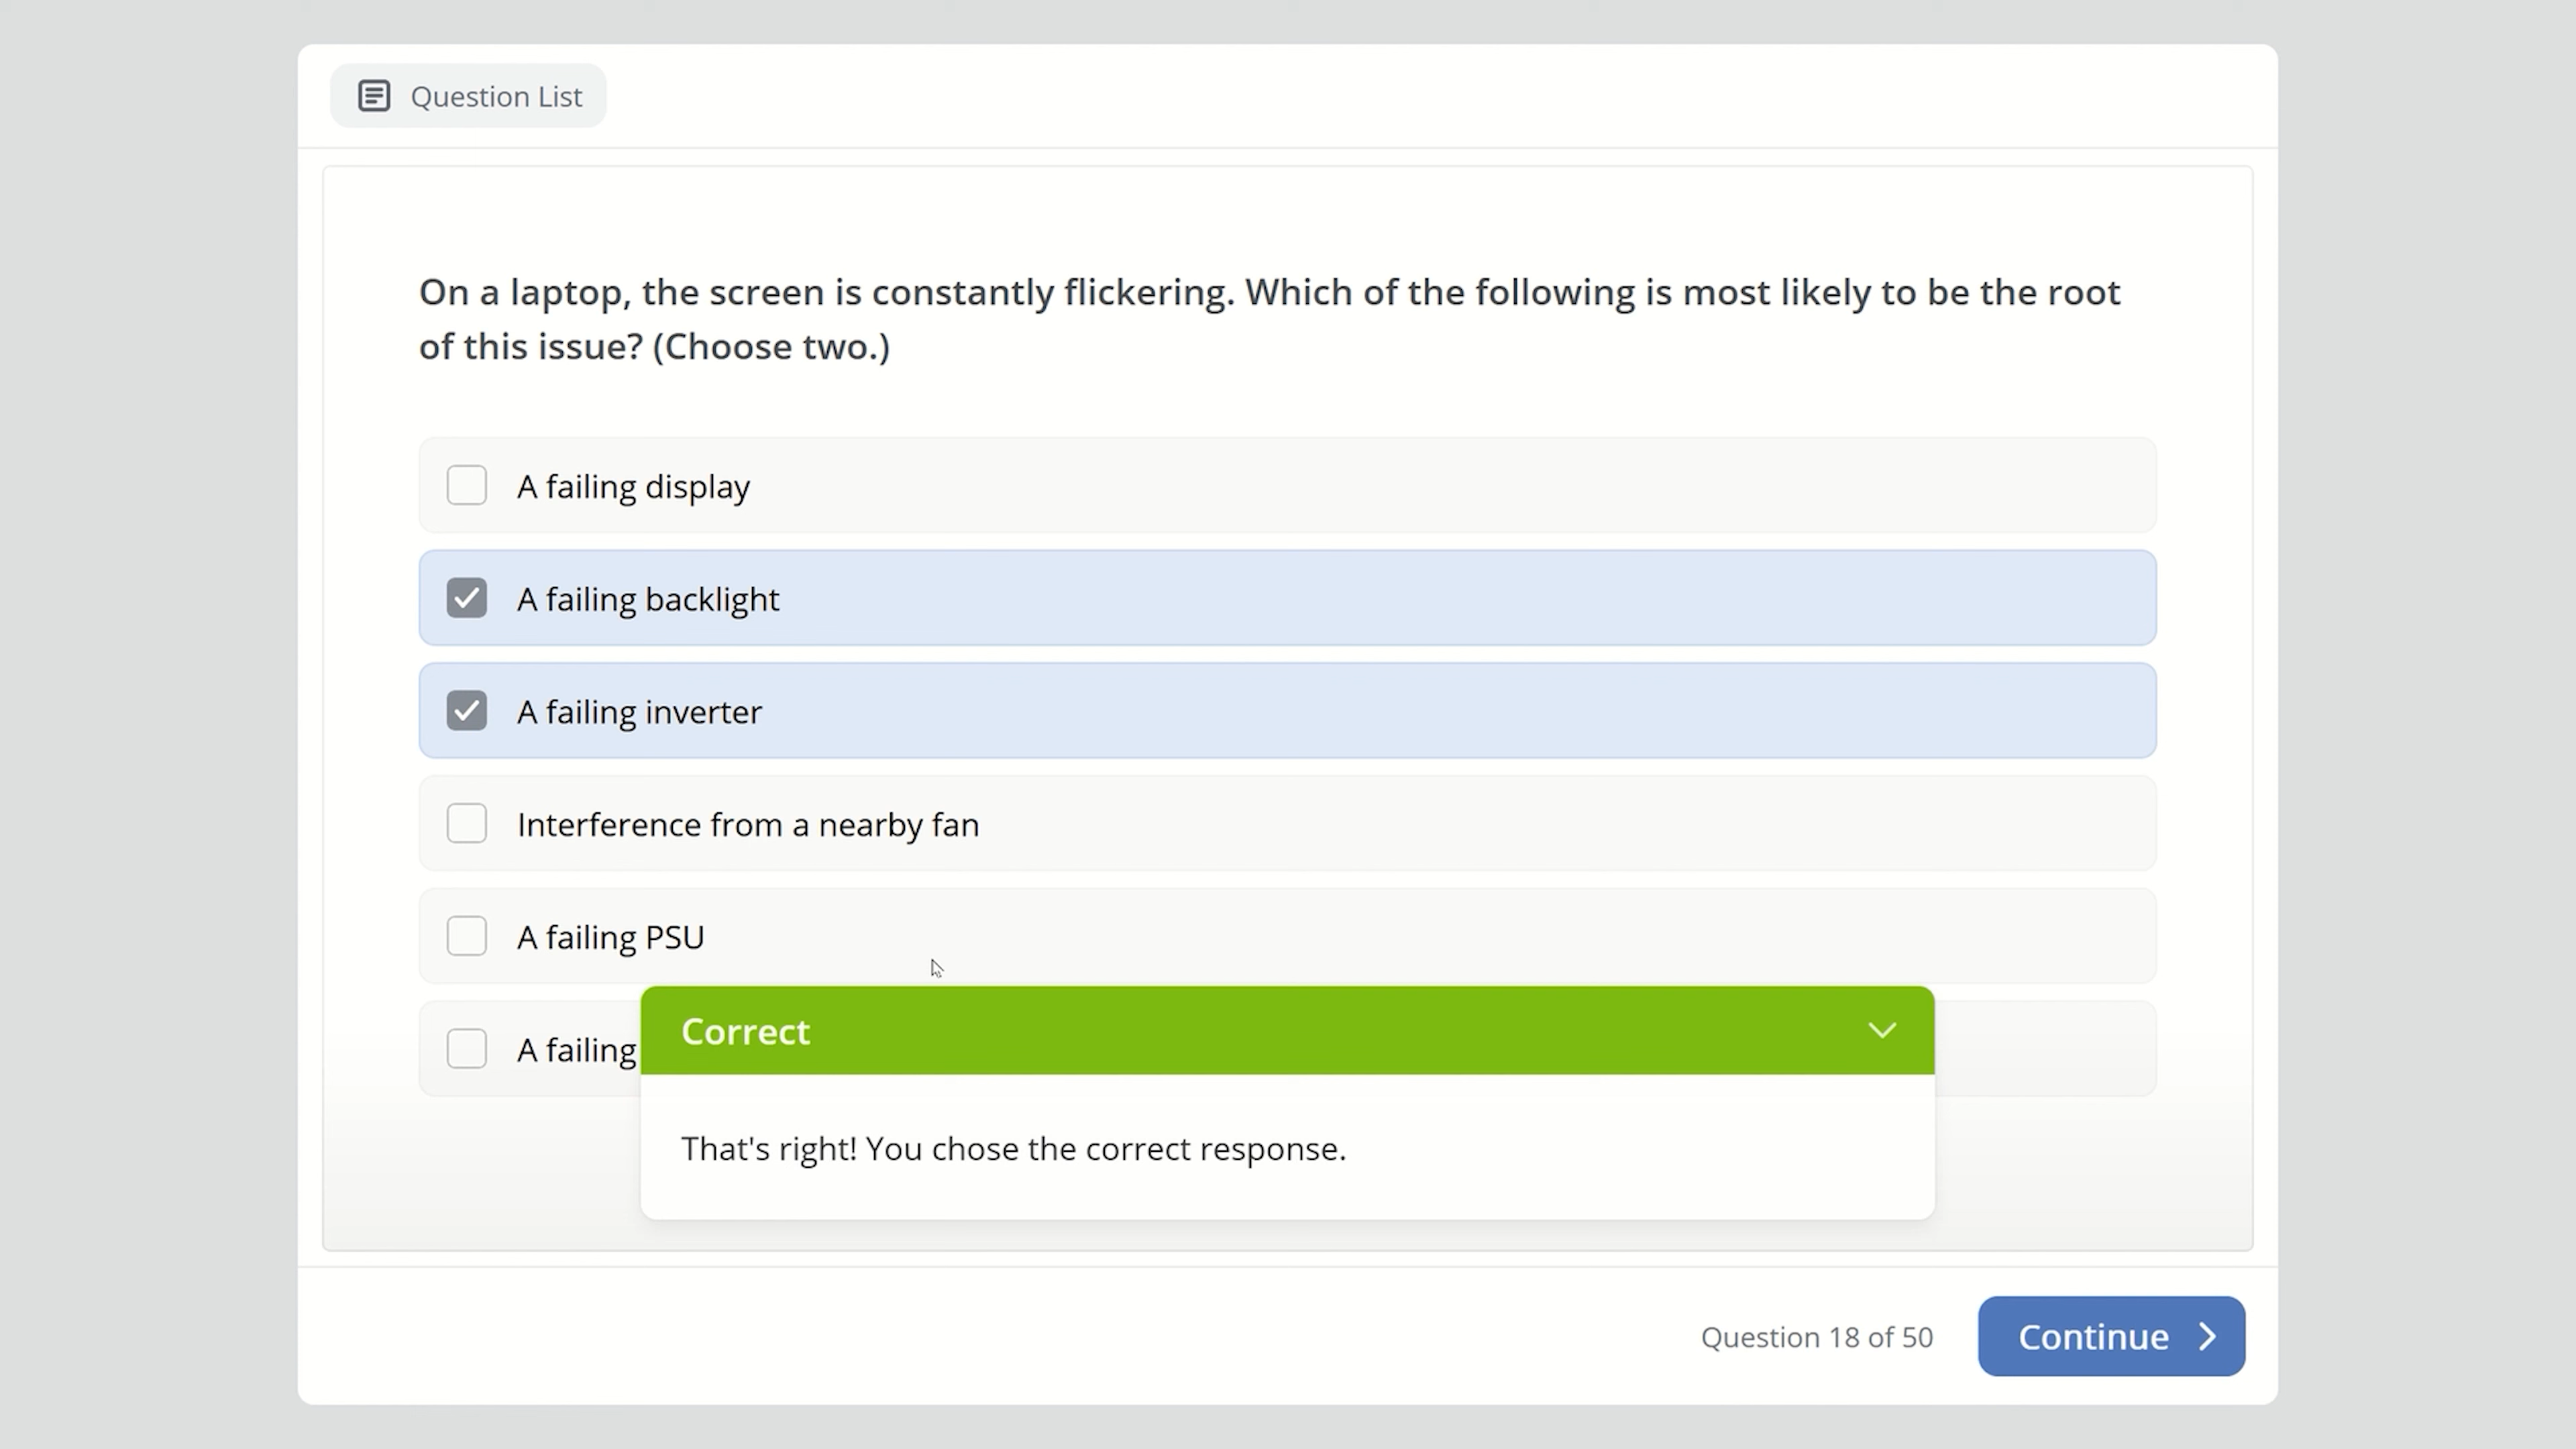 Question List
On a laptop, the screen is constantly flickering. Which of the following is most likely to be the root
of this issue? (Choose two.)
A failing display
A failing backlight
A failing inverter
Interference from a nearby fan
A failing PSU
A failing
Correct
That's right! You chose the correct response.
Question 18 of 50
Continue